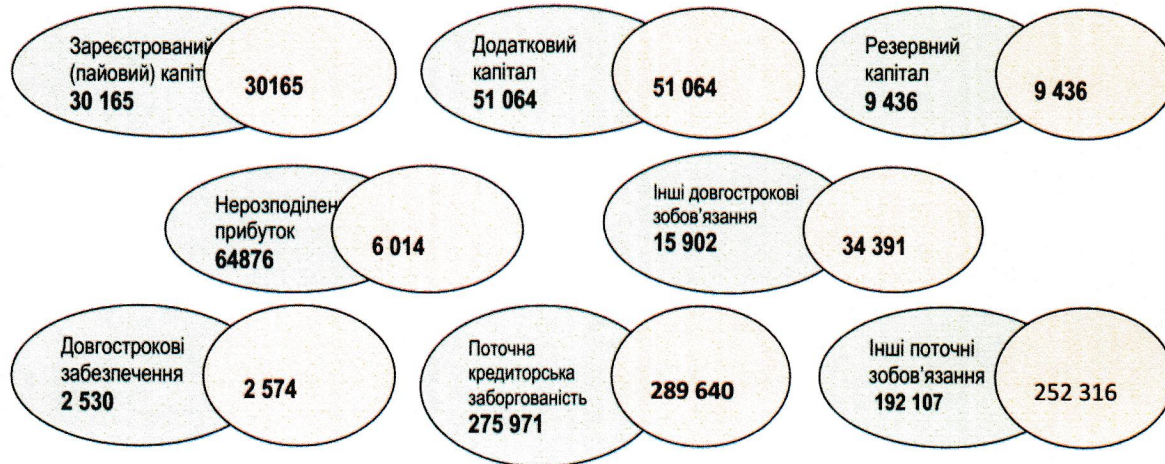 Зареєстрований
(пайовий) капіт
30 165
30165
Додатковий
капітал
51 064
51 064
Резервний
капітал
9 436
9 436
Нерозподілен
прибуток
64876
6 014
Інші довгострокові
зобов'язання
15 902
34 391
Довгострокові
забезпечення
2 530
2 574
Поточна
кредиторська
заборгованість
275 971
289 640
Інші поточні
зобов'язання
192 107
252 316